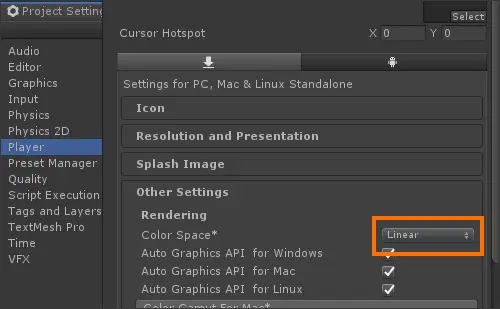 Project Setting
Select
Cursor Hotspot X 0 Y 0
Audio
Editor
Graphics
Input
Physics
Physics 2D
Player
Preset Manager
Quality
Script Execution
Tags and Layers
TextMesh Pro
Time
VFX
Settings for PC, Mac & Linux Standalone
Icon
Resolution and Presentation
Splash Image
Other Settings
Rendering
Color Space* Linear
Auto Graphics API for Windows
Auto Graphics API for Mac
Auto Graphics API for Linux
Color Gamut For Mac*